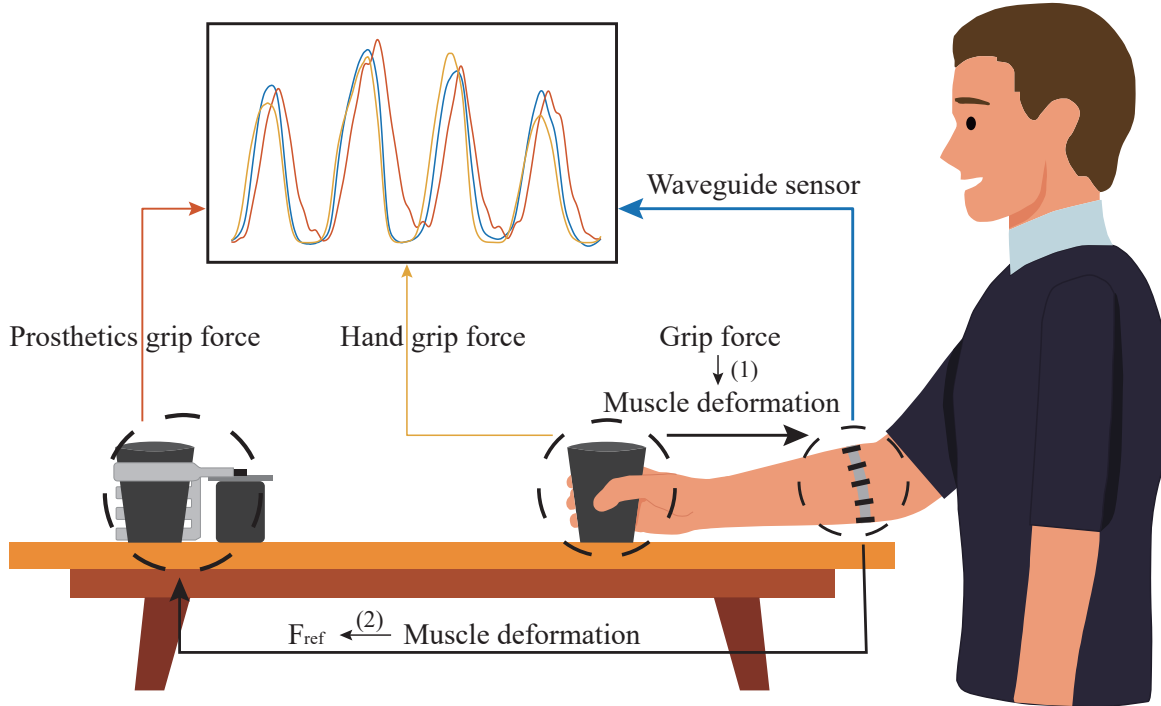 Waveguide sensor
Prosthetics grip force
Hand grip force
Grip force
(1)
Muscle deformation
Fref (2) Muscle deformation